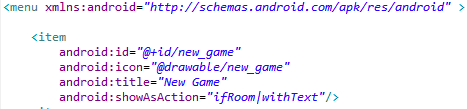 <menu xmlns:android="http://schemas.android.com/apk/res/android" >
<item
android:id="@+id/new_game"
android:icon="@drawable/new_game"
android:title="New Game"
android:showAsAction="ifRoom|withText"/>